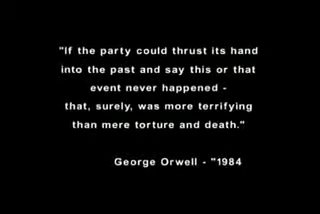 "If the party could thrust its hand
into the past and say this or that
event never happened -
that, surely, was more terrifying
than mere torture and death."
George Orwell - "1984